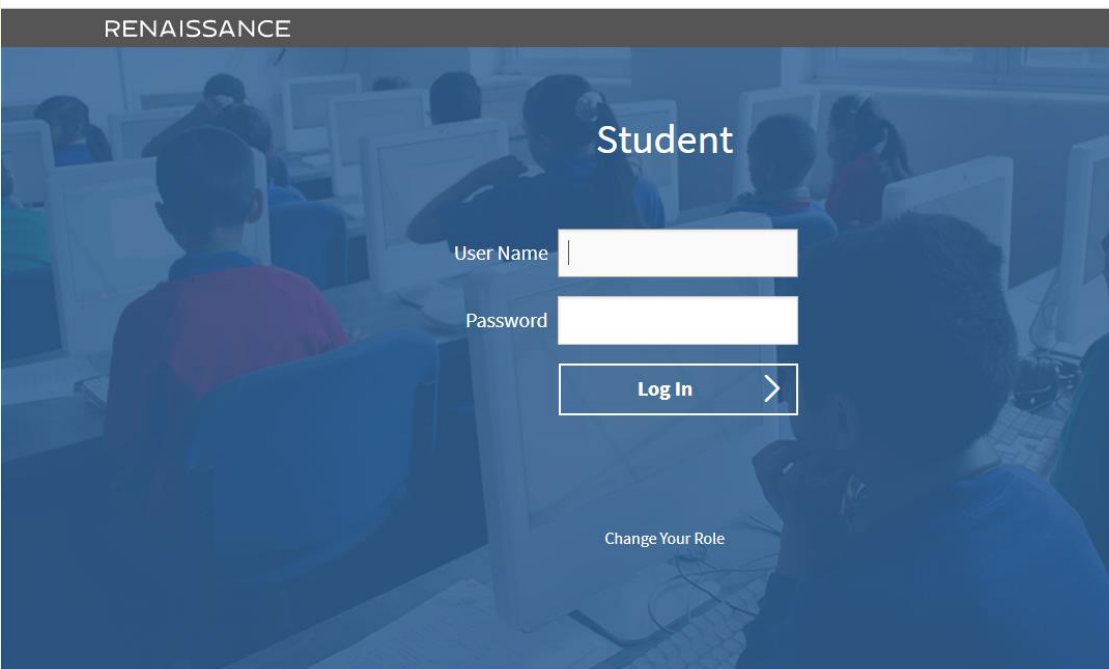 RENAISSANCE
Student
User Name
Password
Log In
Change Your Role